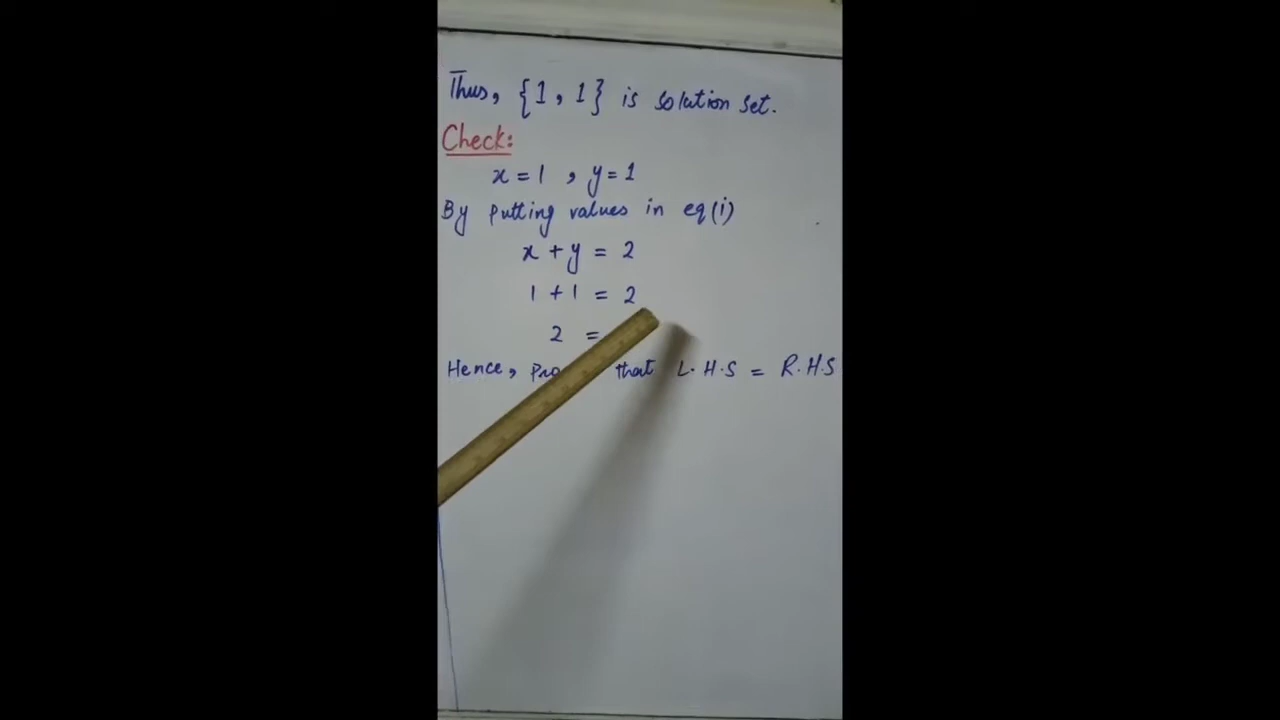 Thus, {1, 1} is solution set.
Check:
x = 1 , y = 1
By putting values in eq(i)
x + y = 2
1 + 1 = 2
2 =
Hence, that L.H.S = R.H.S